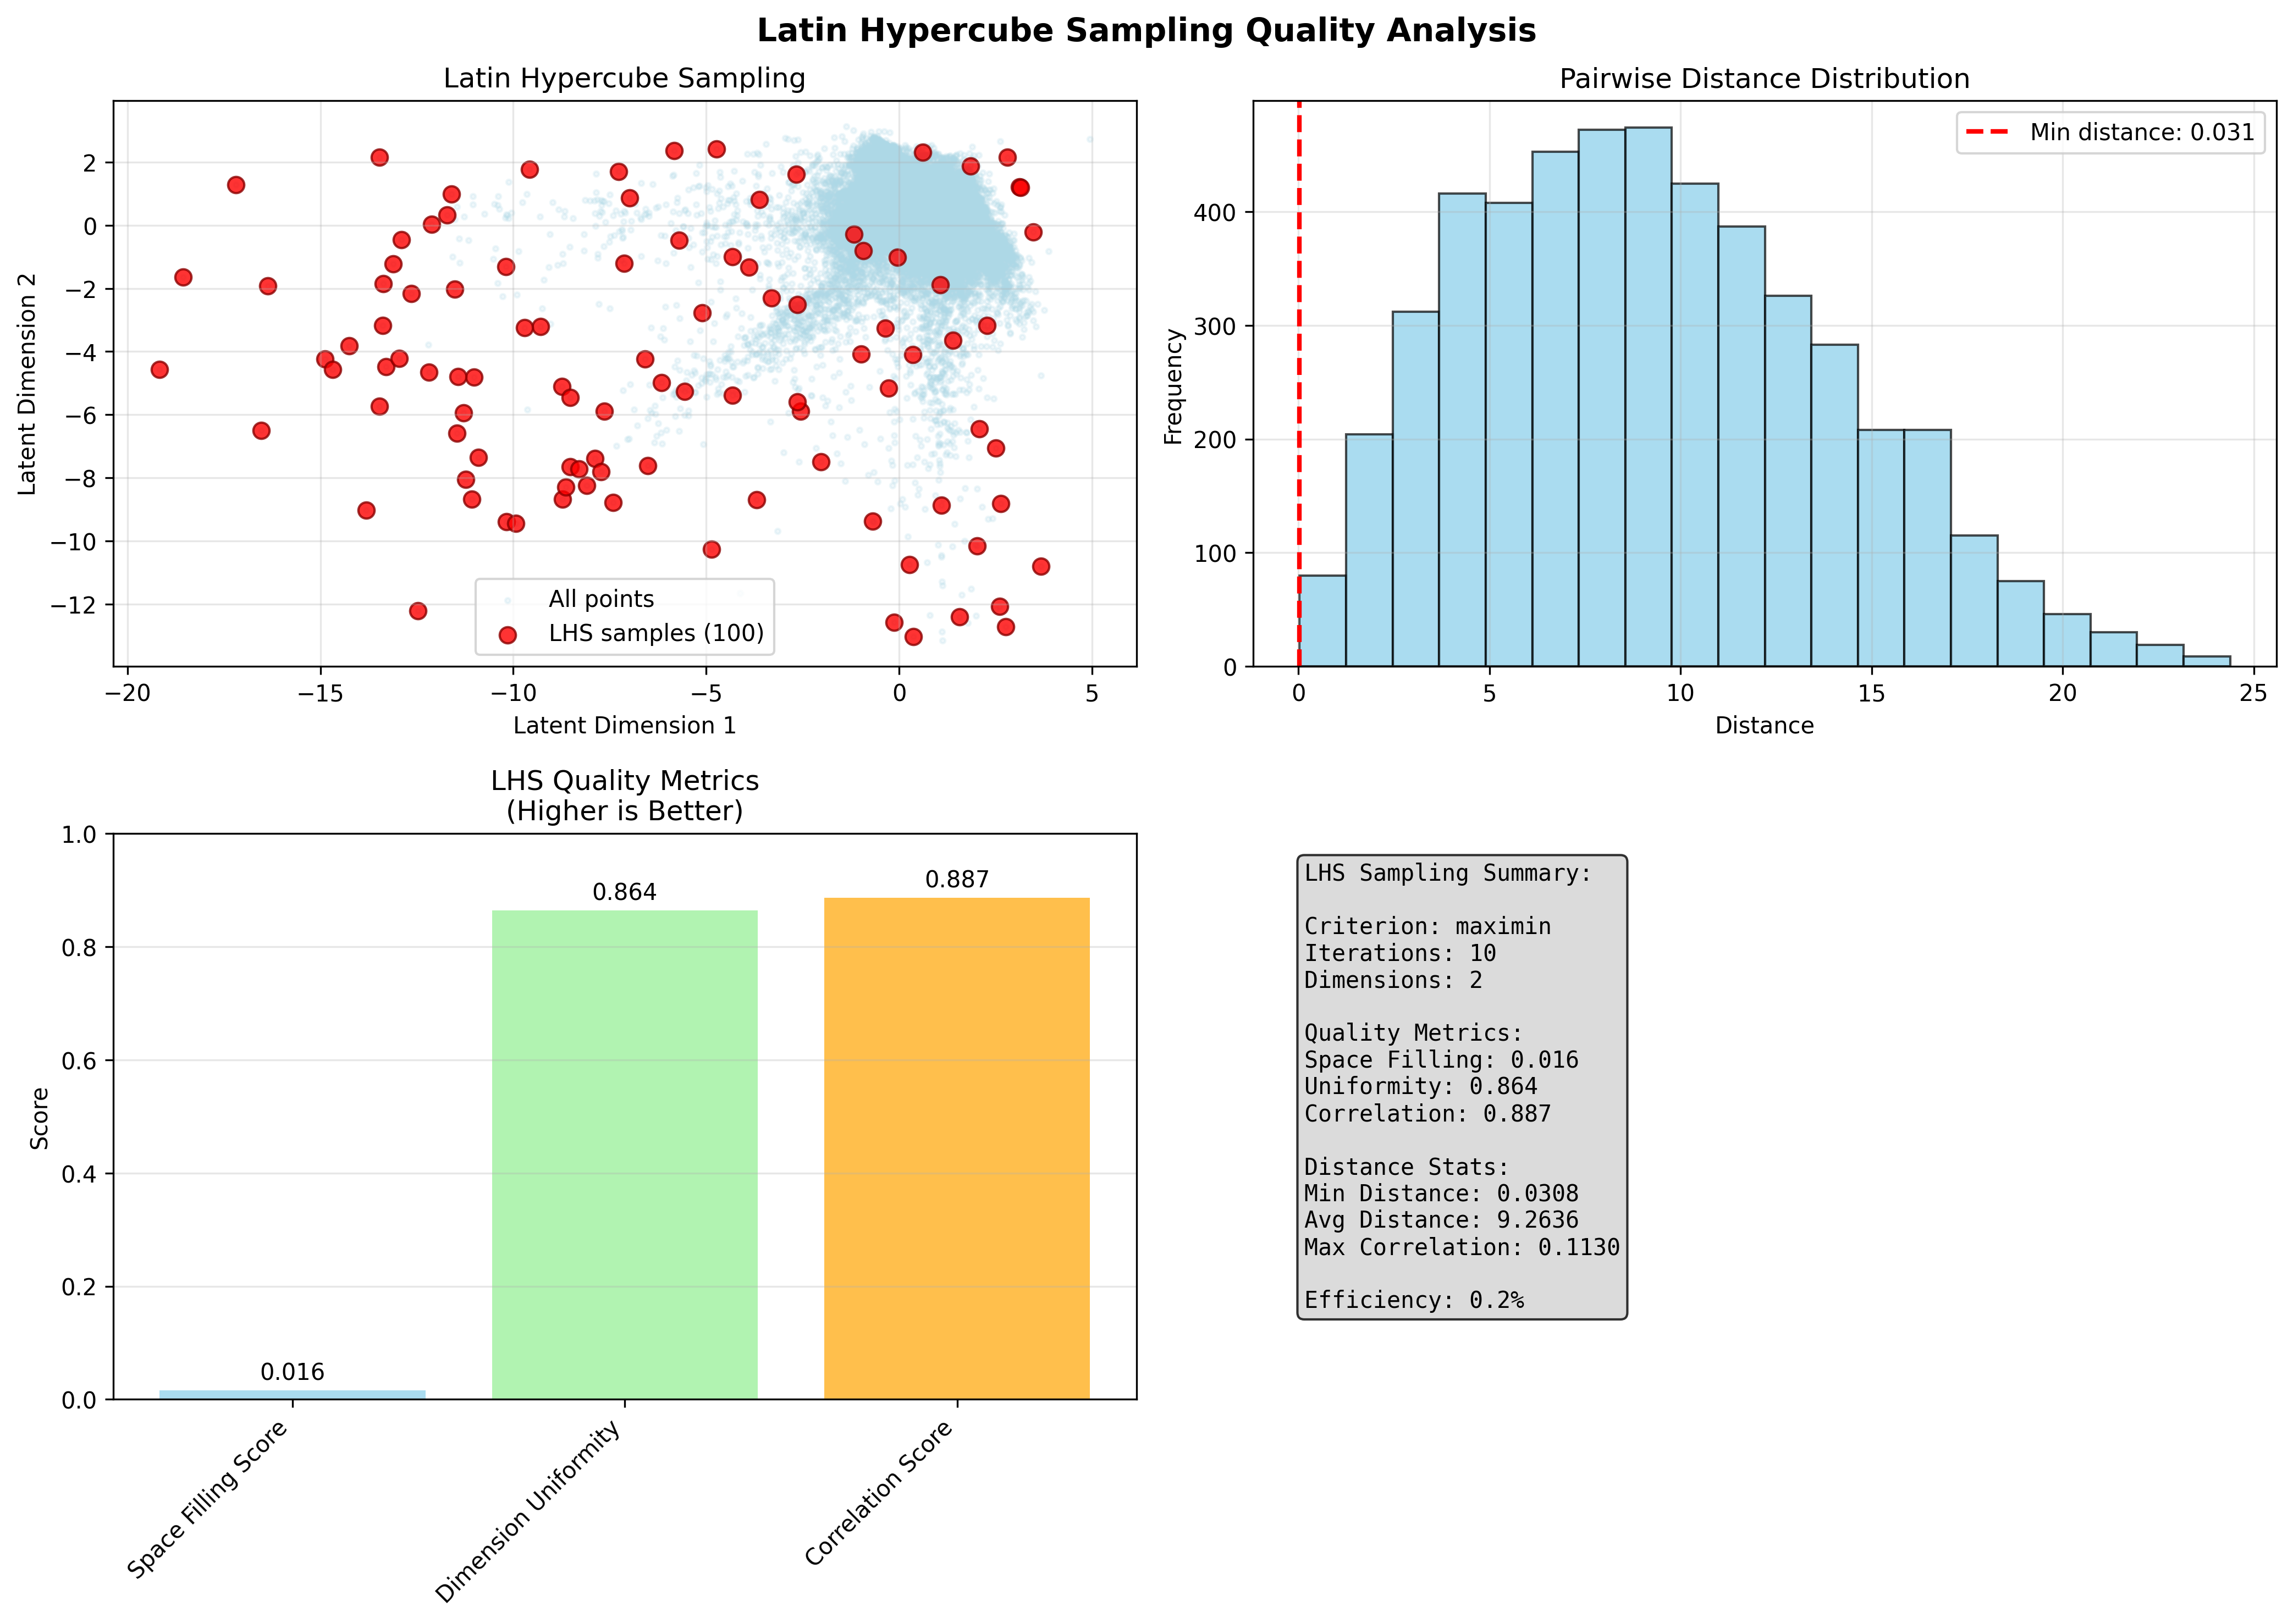 Latin Hypercube Sampling Quality Analysis
Latin Hypercube Sampling
2
0
−2
−4
−6
−8
−10
−12
Latent Dimension 2
−20
−15
−10
−5
0
5
Latent Dimension 1
All points
LHS samples (100)
Pairwise Distance Distribution
Min distance: 0.031
400
300
200
100
0
Frequency
0
5
10
15
20
25
Distance
LHS Quality Metrics
(Higher is Better)
1.0
0.8
0.6
0.4
0.2
0.0
Score
0.016
0.864
0.887
Space Filling Score
Dimension Uniformity
Correlation Score
LHS Sampling Summary:
Criterion: maximin
Iterations: 10
Dimensions: 2
Quality Metrics:
Space Filling: 0.016
Uniformity: 0.864
Correlation: 0.887
Distance Stats:
Min Distance: 0.0308
Avg Distance: 9.2636
Max Correlation: 0.1130
Efficiency: 0.2%